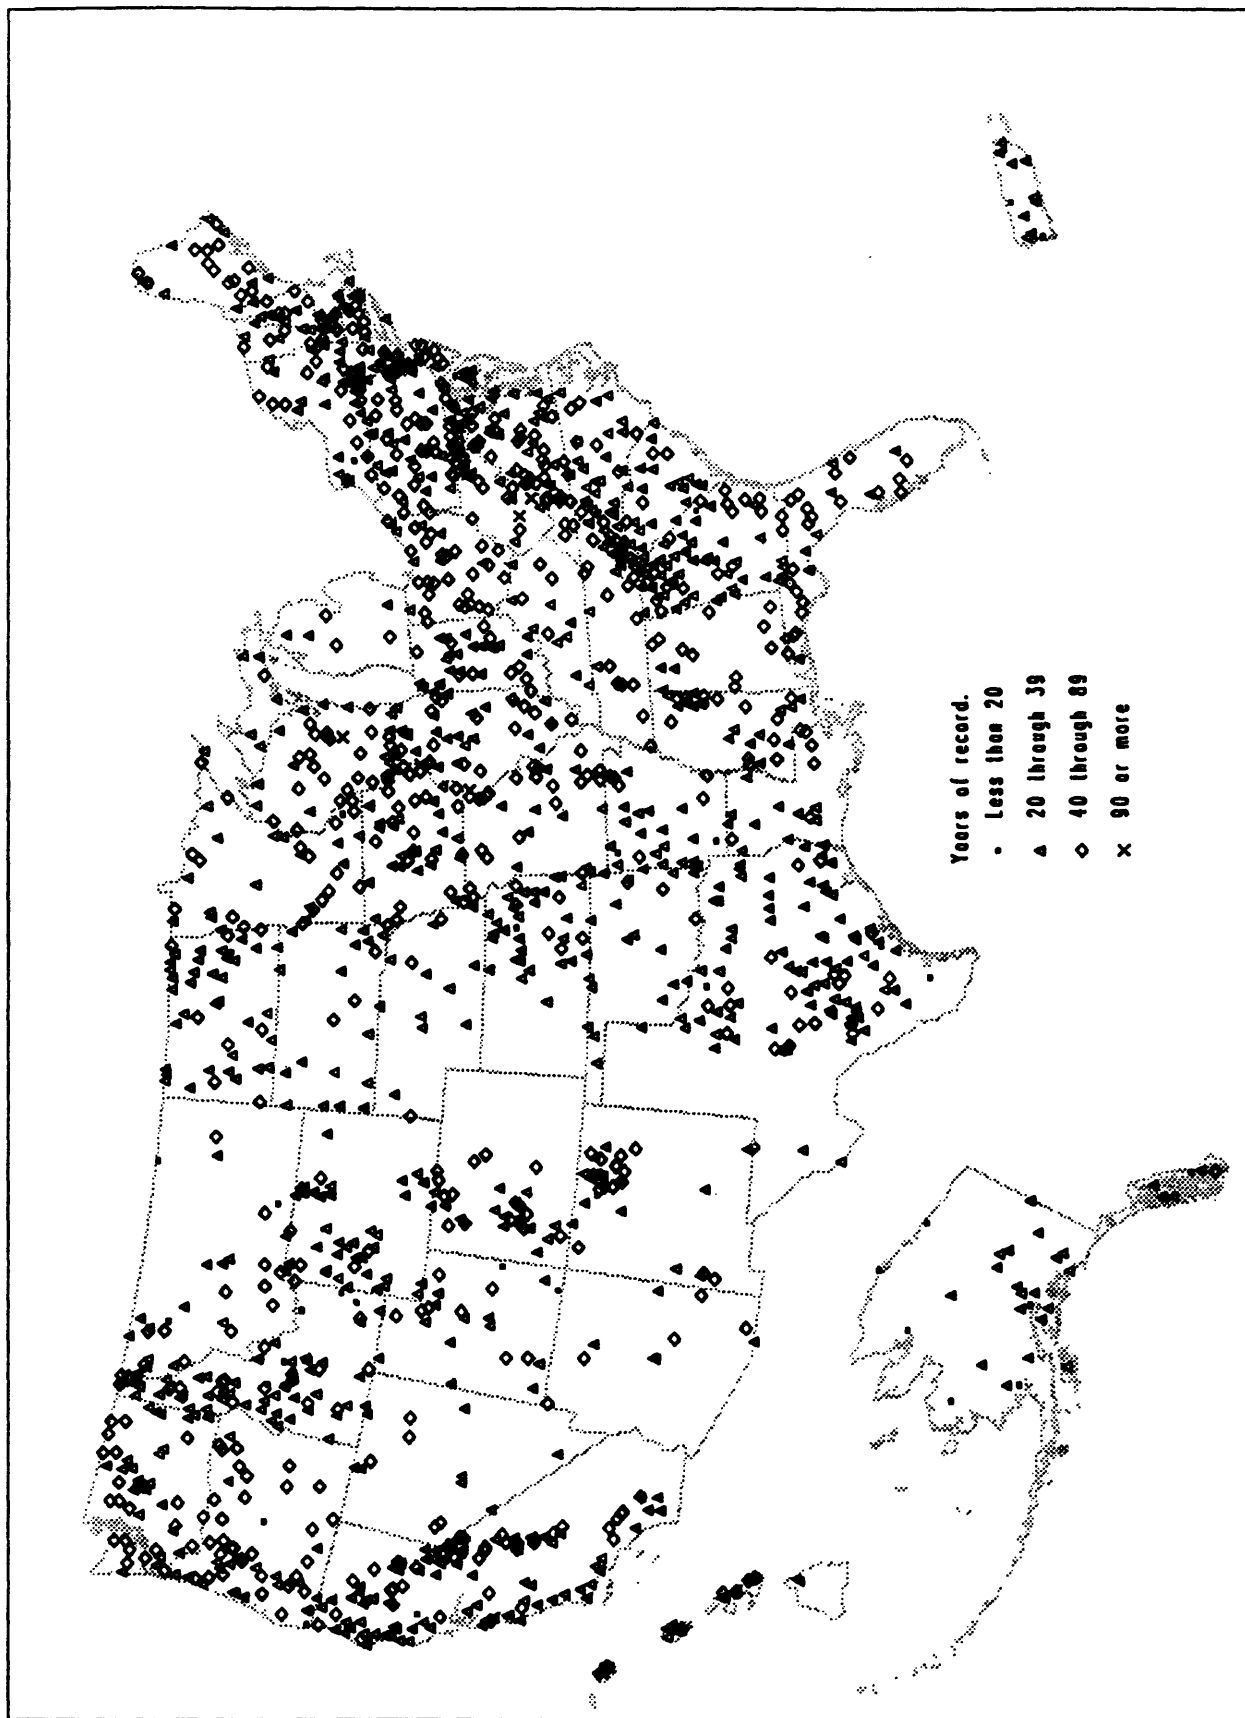 Years of record.
Less than 20
20 through 39
40 through 89
90 or more